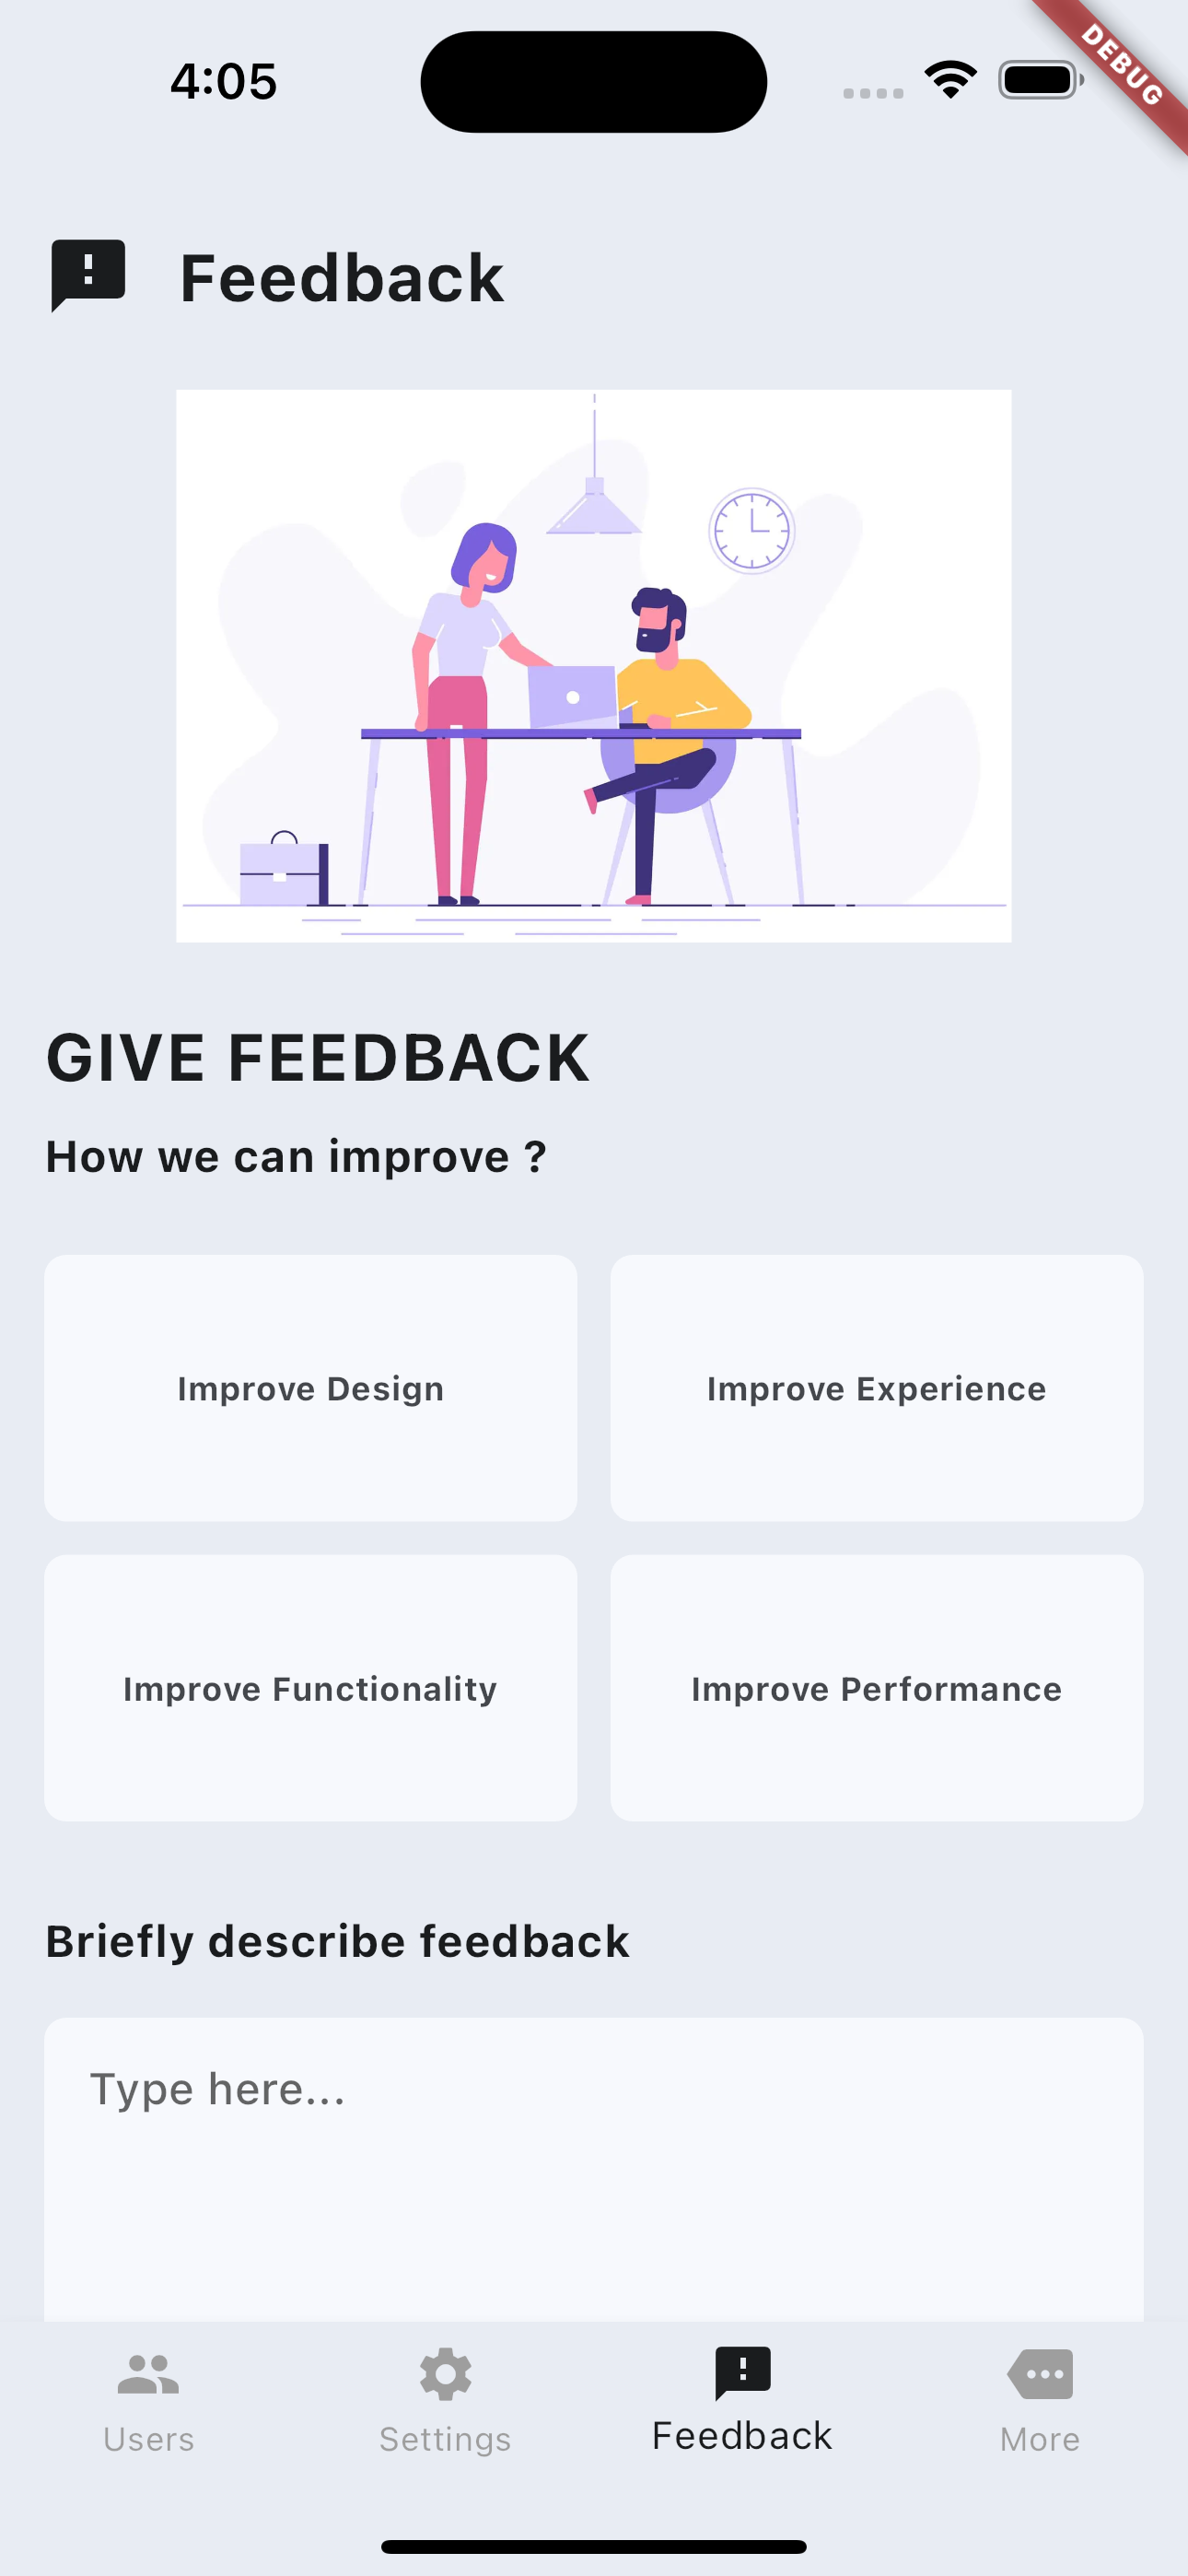 4:05
DEBUG
Feedback
GIVE FEEDBACK
How we can improve ?
Improve Design
Improve Experience
Improve Functionality
Improve Performance
Briefly describe feedback
Type here...
Users
Settings
Feedback
More